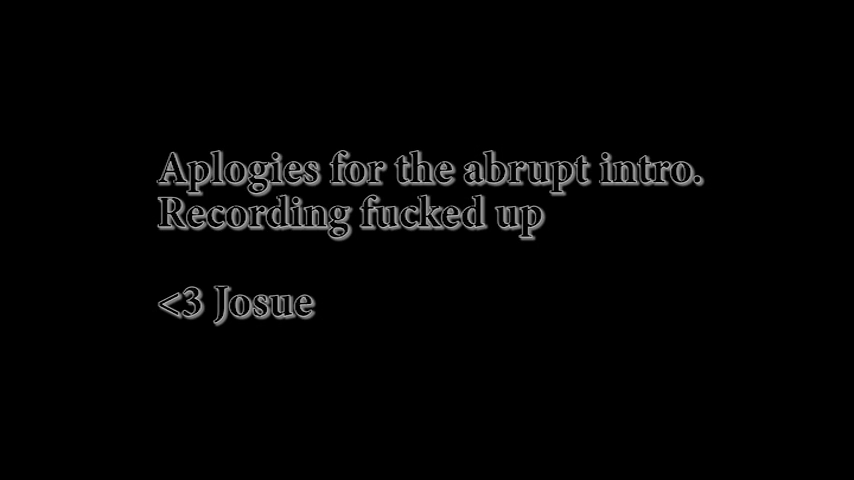 Aplogies for the abrupt intro.
Recording fucked up
<3 Josue